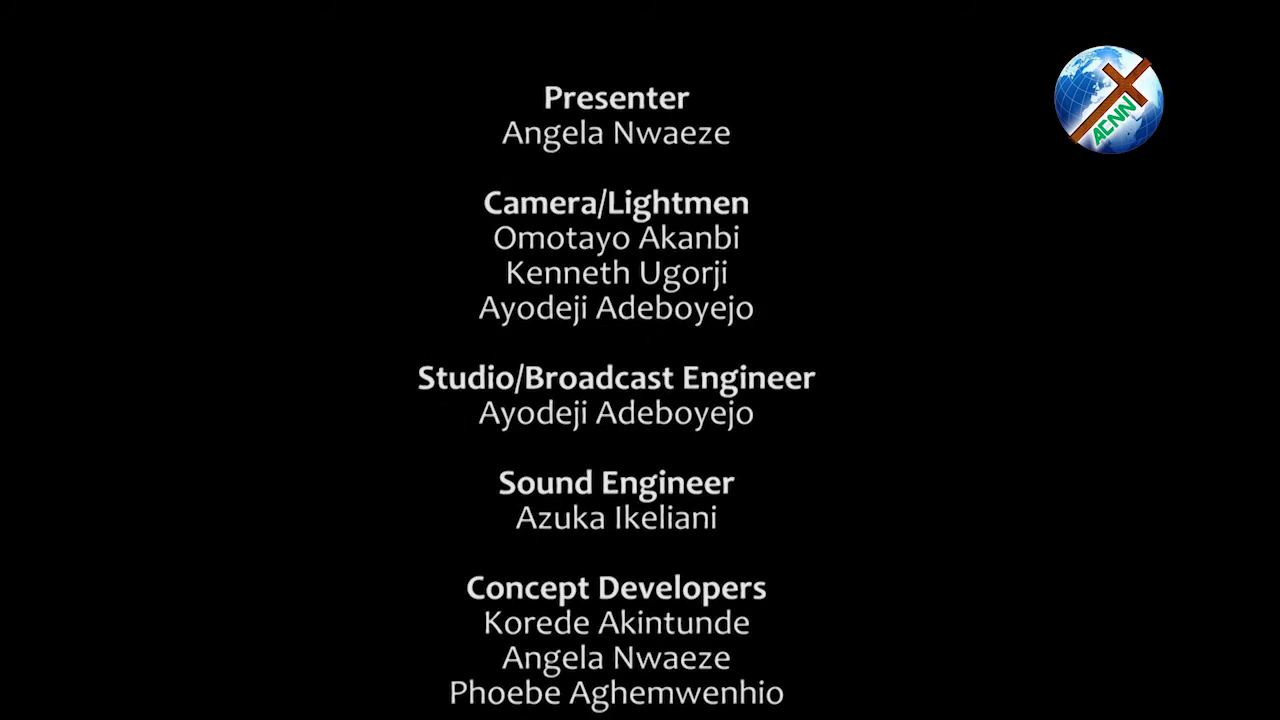 Presenter
Angela Nwaeze
Camera/Lightmen
Omotayo Akanbi
Kenneth Ugorji
Ayodeji Adeboyejo
Studio/Broadcast Engineer
Ayodeji Adeboyejo
Sound Engineer
Azuka Ikeliani
Concept Developers
Korede Akintunde
Angela Nwaeze
Phoebe Aghemwenhio
ACNN